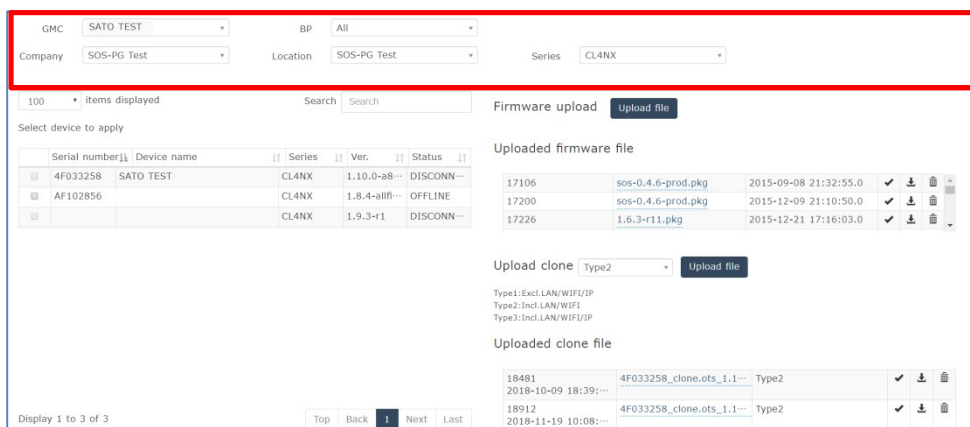 GMC SATO TEST BP All
Company SOS-PG Test Location SOS-PG Test Series CL4NX
100 items displayed Search Search
Select device to apply
Serial number Device name Series Ver. Status
4F033258 SATO TEST CL4NX 1.10.0-a8··· DISCONN···
AF102856 CL4NX 1.8.4-allfi··· OFFLINE
CL4NX 1.9.3-r1 DISCONN···
Display 1 to 3 of 3
Top Back 1 Next Last
Firmware upload Upload file
Uploaded firmware file
17106 sos-0.4.6-prod.pkg 2015-09-08 21:32:55.0
17200 sos-0.4.6-prod.pkg 2015-12-09 21:10:50.0
17226 1.6.3-r11.pkg 2015-12-21 17:16:03.0
Upload clone Type2 Upload file
Type1:Excl.LAN/WIFI/IP
Type2:Incl.LAN/WIFI
Type3:Incl.LAN/WIFI/IP
Uploaded clone file
18481 4F033258_clone.ots_1.1··· Type2
2018-10-09 18:39:···
18912 4F033258_clone.ots_1.1··· Type2
2018-11-19 10:08:···